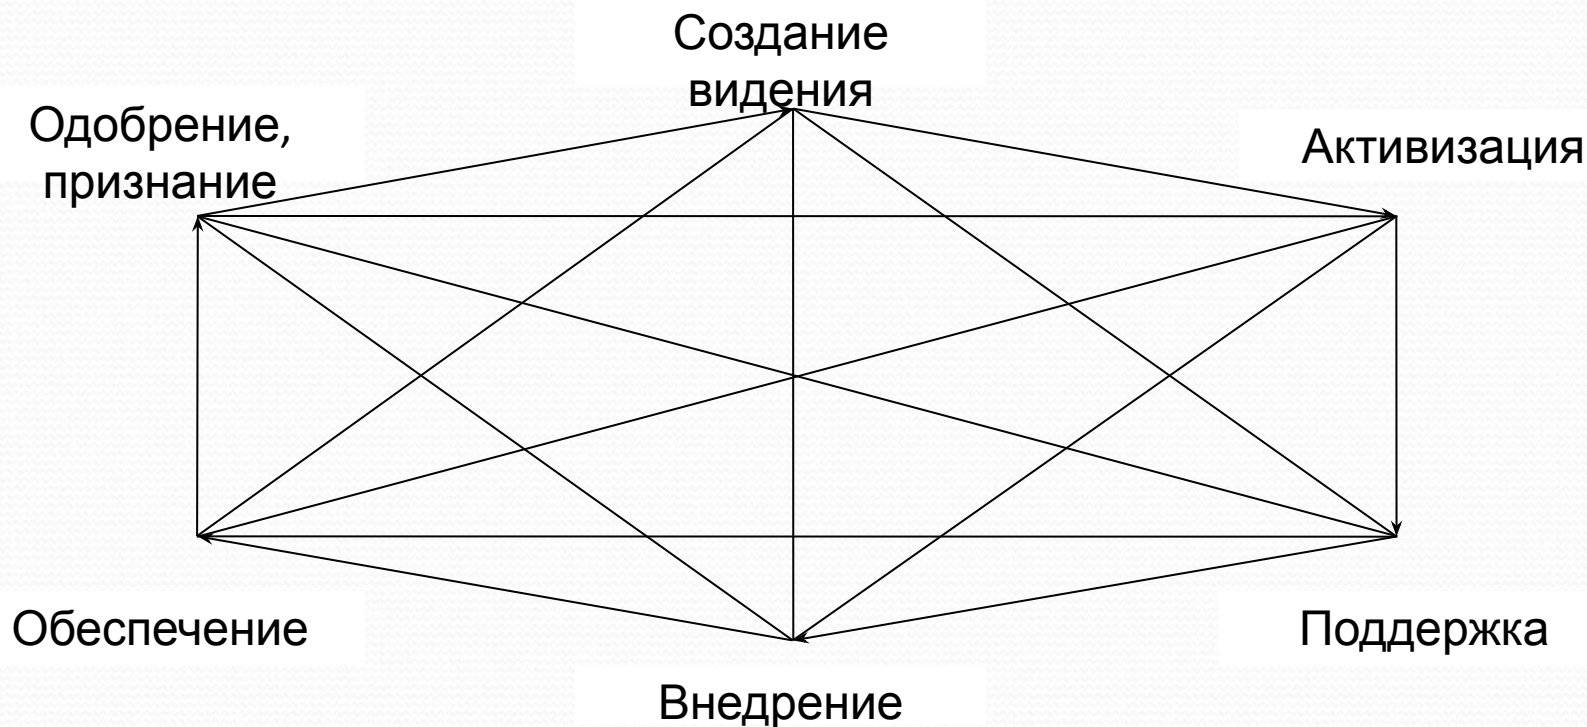 Создание
видения
Одобрение,
признание
Активизация
Обеспечение
Поддержка
Внедрение